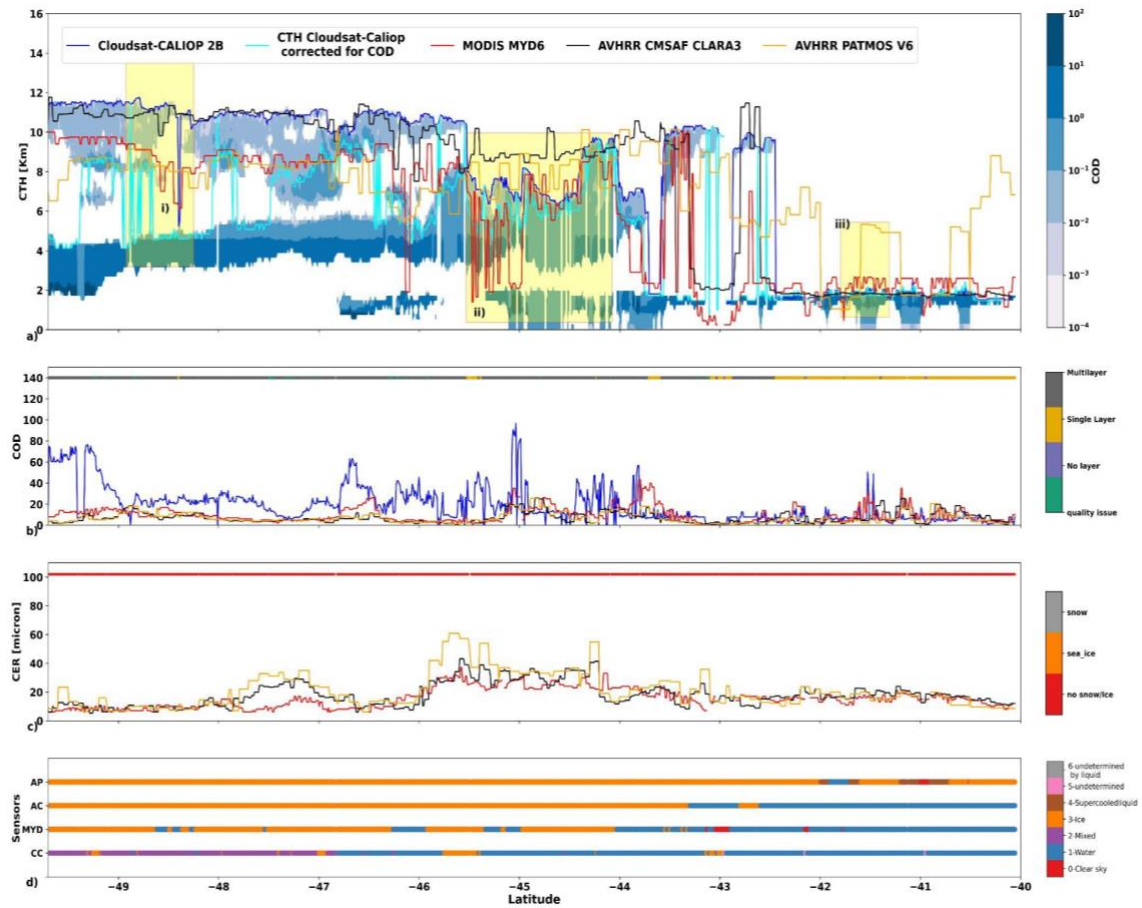 16
14
12
10
8
6
4
2
0
CTH [Km]
a)
Cloudsat-CALIOP 2B
CTH Cloudsat-Caliop
corrected for COD
MODIS MYD6
AVHRR CMSAF CLARA3
AVHRR PATMOS V6
i)
ii)
iii)
10²
10¹
10⁰
10⁻¹
10⁻²
10⁻³
10⁻⁴
COD
140
120
100
80
60
40
20
0
COD
b)
Multilayer
Single Layer
No layer
quality issue
100
80
60
40
20
0
CER [micron]
c)
snow
sea_ice
no snow/ice
AP
AC
MYD
CC
Sensors
d)
−49
−48
−47
−46
−45
−44
−43
−42
−41
−40
Latitude
6-undetermined
by liquid
5-undetermined
4-Supercooledliquid
3-Ice
2-Mixed
1-Water
0-Clear sky